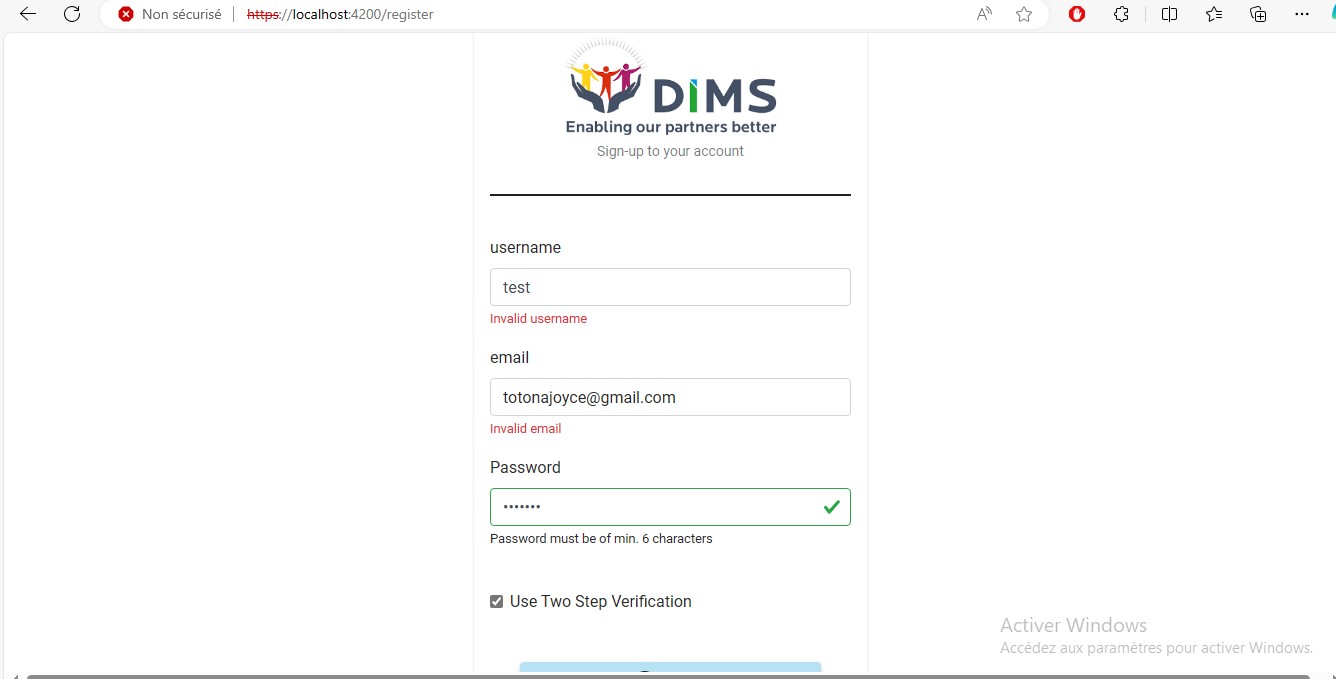 Non sécurisé https://localhost:4200/register
DIMS
Enabling our partners better
Sign-up to your account
username
test
Invalid username
email
totonajoyce@gmail.com
Invalid email
Password
•••••••
Password must be of min. 6 characters
Use Two Step Verification
Activer Windows
Accédez aux paramètres pour activer Windows.